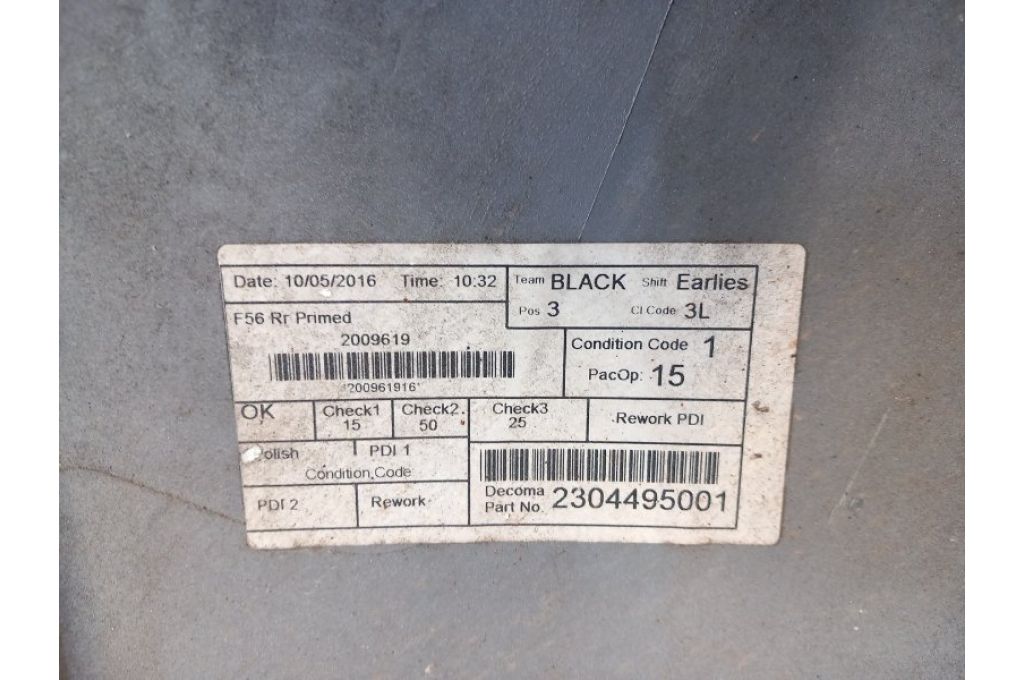 Date: 10/05/2016 Time: 10:32
Team BLACK Shift Earlies
Pos 3 CI Code 3L
F56 Rr Primed
2009619
*200961916*
Condition Code 1
PacOp: 15
OK
Check1
15
Check2
50
Check3
25
Rework PDI
Polish PDI 1
Condition Code
PDI 2
Rework
Decoma
Part No. 2304495001